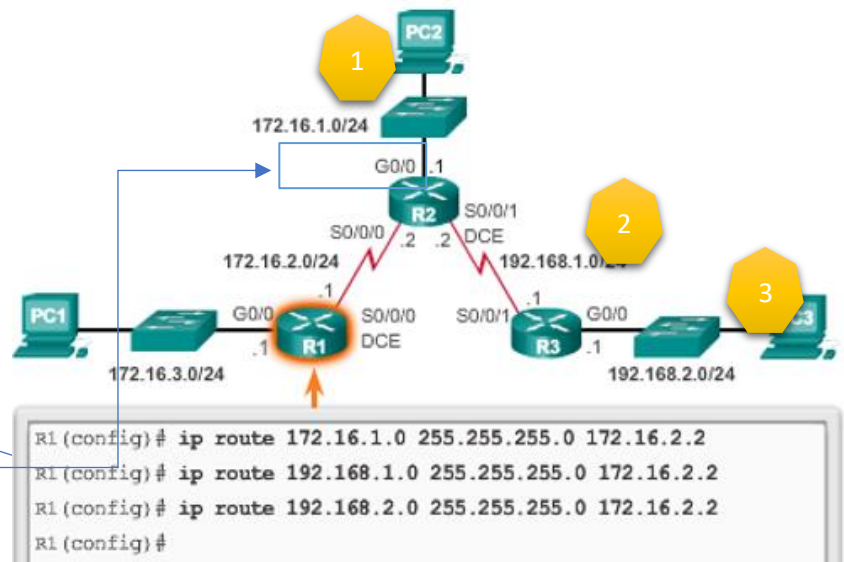 PC2
1
172.16.1.0/24
G0/0 .1
R2
S0/0/1
DCE
S0/0/0 .2 .2
2
172.16.2.0/24
192.168.1.0/24
.1
.1
3
PC1
G0/0
S0/0/0
DCE
S0/0/1
G0/0
C3
.1
R1
R3
.1
172.16.3.0/24
192.168.2.0/24
R1(config)# ip route 172.16.1.0 255.255.255.0 172.16.2.2
R1(config)# ip route 192.168.1.0 255.255.255.0 172.16.2.2
R1(config)# ip route 192.168.2.0 255.255.255.0 172.16.2.2
R1(config)#